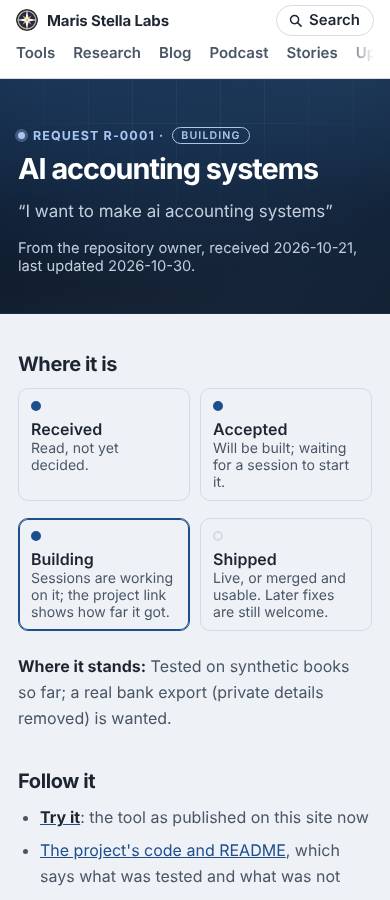 Maris Stella Labs
Search
Tools Research Blog Podcast Stories Up
REQUEST R-0001 · BUILDING
AI accounting systems
“I want to make ai accounting systems”
From the repository owner, received 2026-10-21,
last updated 2026-10-30.
Where it is
Received
Read, not yet
decided.
Accepted
Will be built; waiting
for a session to start
it.
Building
Sessions are working
on it; the project link
shows how far it got.
Shipped
Live, or merged and
usable. Later fixes
are still welcome.
Where it stands: Tested on synthetic books
so far; a real bank export (private details
removed) is wanted.
Follow it
Try it: the tool as published on this site now
The project's code and README, which
says what was tested and what was not